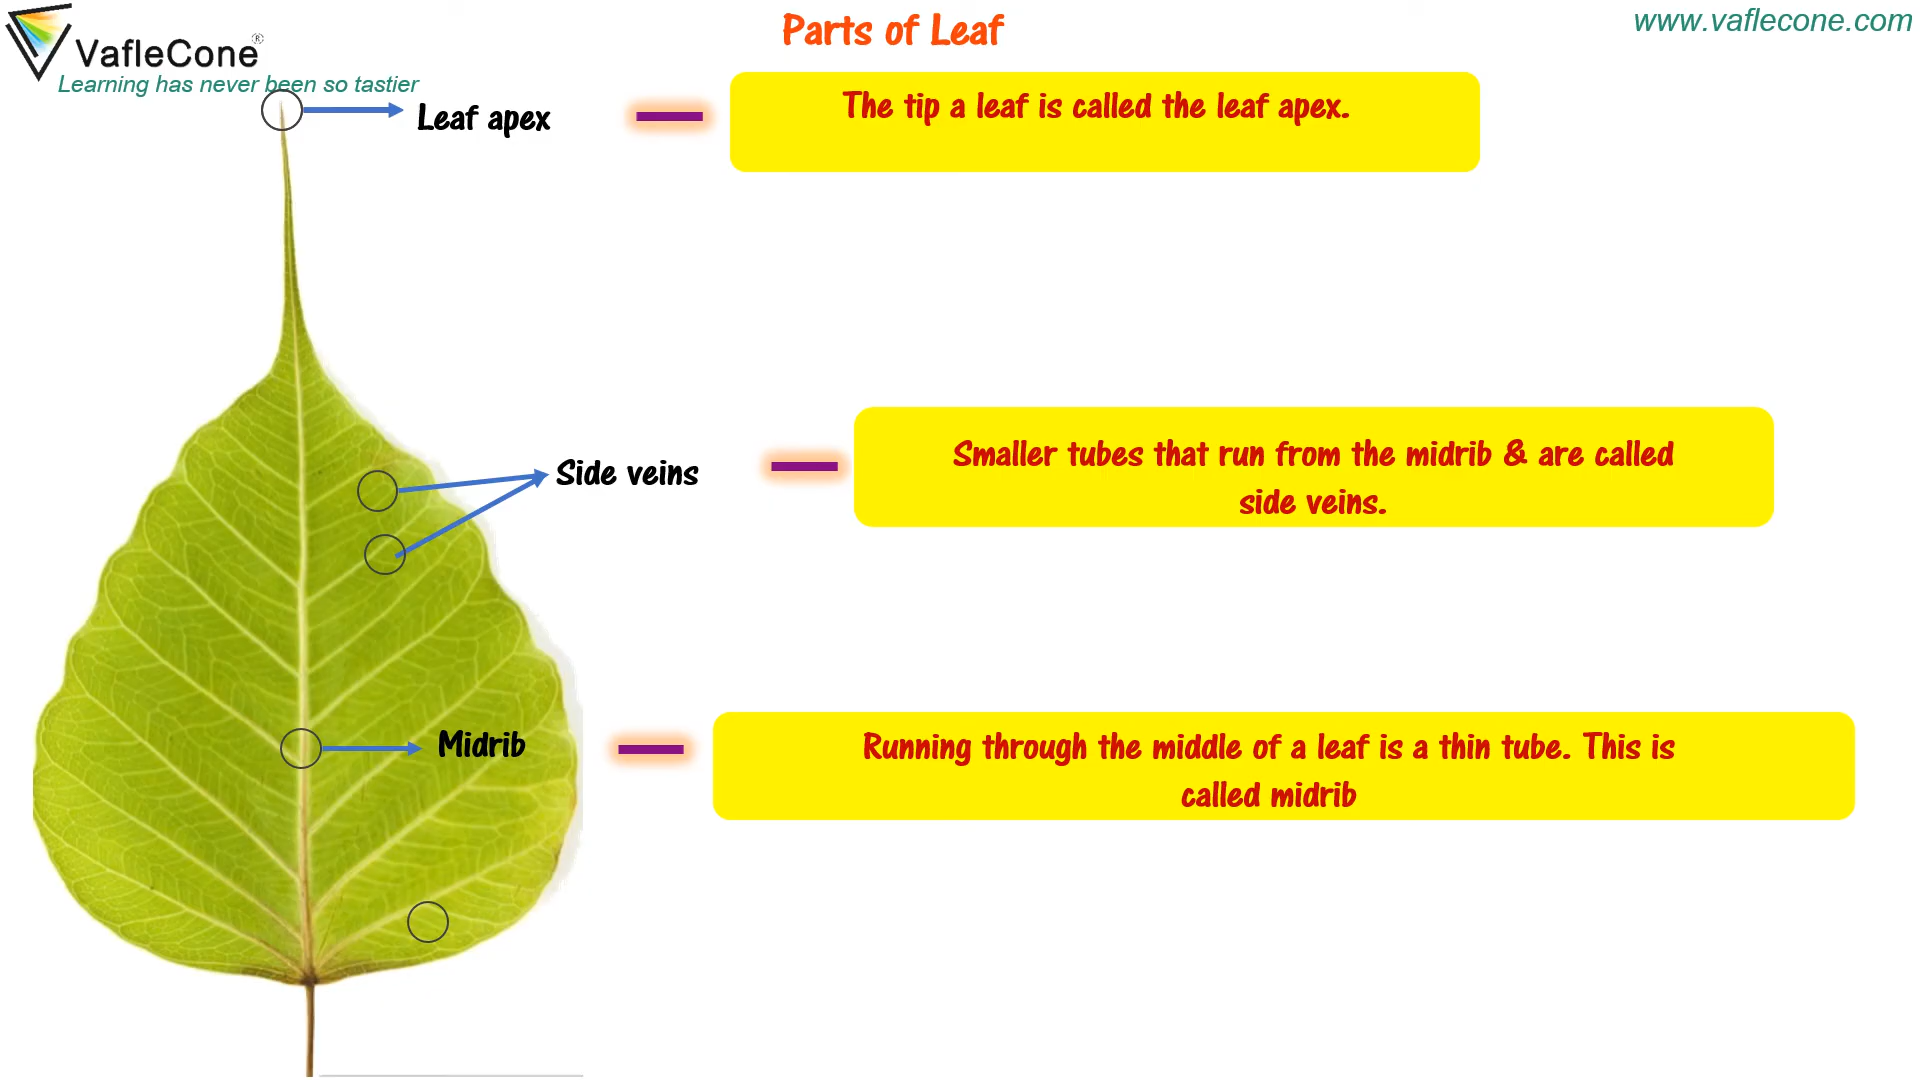 VafleCone®
Learning has never been so tastier
Parts of Leaf
www.vaflecone.com
Leaf apex
The tip a leaf is called the leaf apex.
Side veins
Smaller tubes that run from the midrib & are called
side veins.
Midrib
Running through the middle of a leaf is a thin tube. This is
called midrib